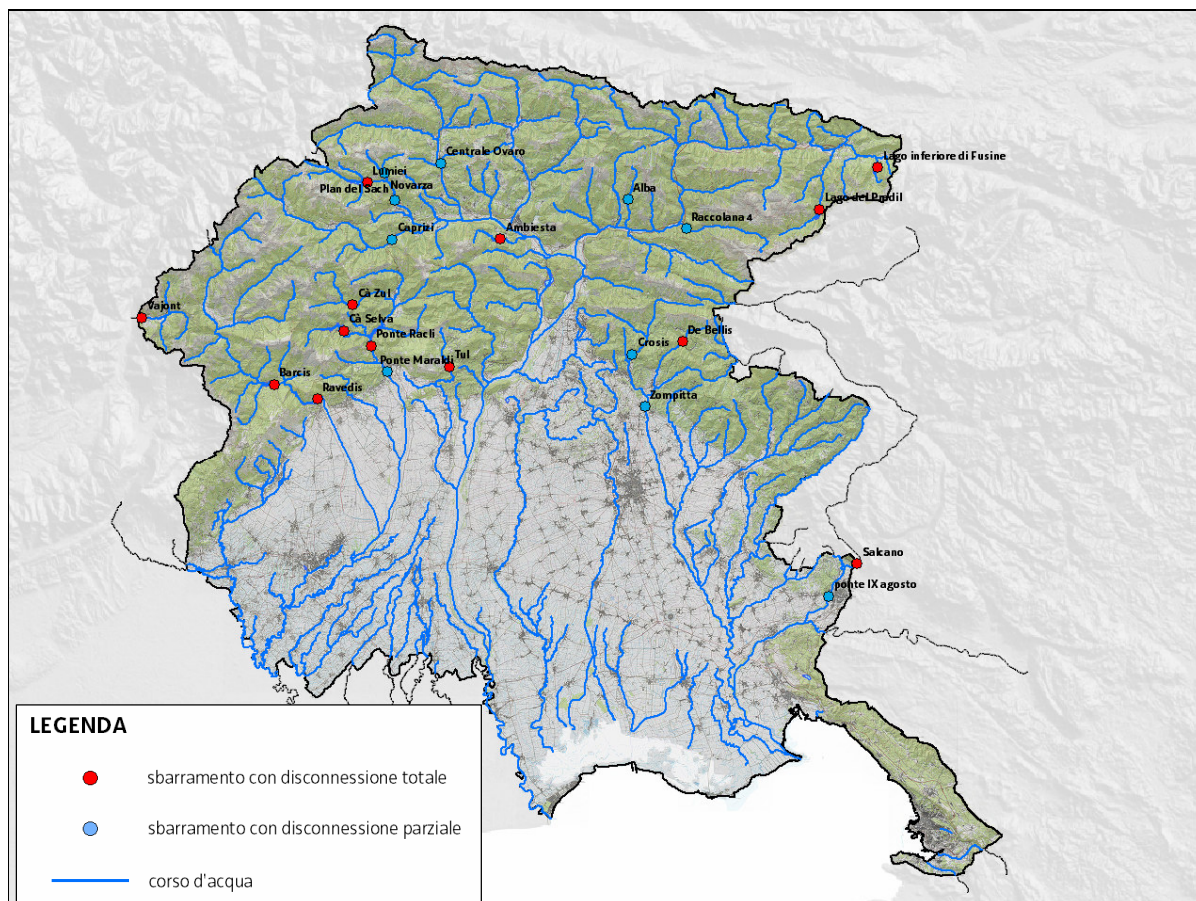 Centrale Ovaro
Lago inferiore di Fusine
Lumiei
Plan del Sach
Novarza
Alba
Lago del Predil
Raccolana 4
Caprizi
Ambiesta
Cà Zul
Vajont
Cà Selva
Ponte Racli
De Bellis
Crosis
Ponte Maraldi
Tul
Barcis
Ravedis
Zompitta
Salcano
ponte IX agosto
LEGENDA
sbarramento con disconnessione totale
sbarramento con disconnessione parziale
corso d'acqua